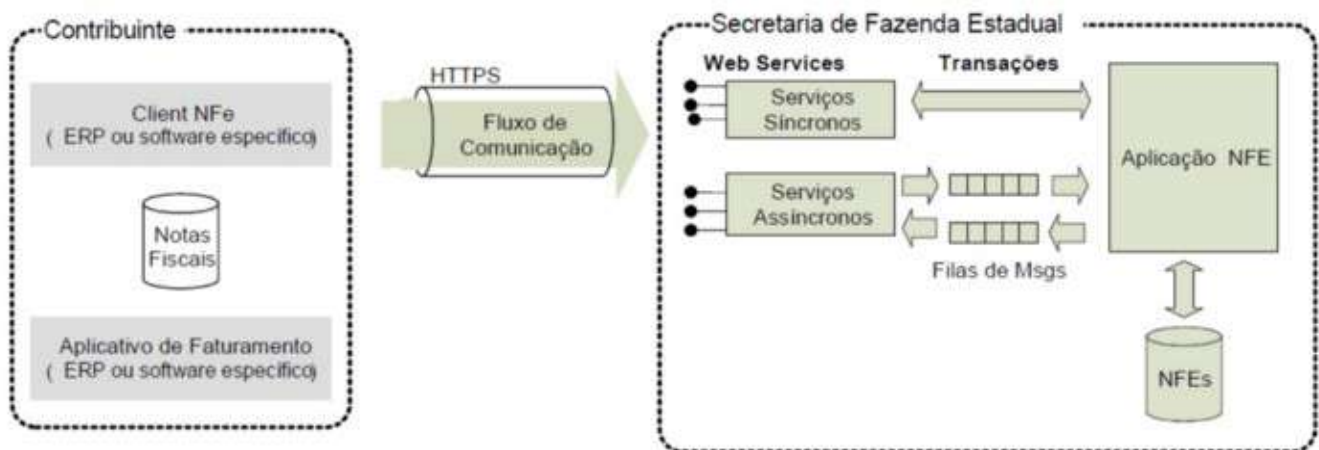 Contribuinte
Client NFe
( ERP ou software específico)
Notas
Fiscais
Aplicativo de Faturamento
( ERP ou software específico)
HTTPS
Fluxo de
Comunicação
Secretaria de Fazenda Estadual
Web Services
Transações
Serviços
Síncronos
Serviços
Assíncronos
Filas de Msgs
Aplicação NFE
NFEs